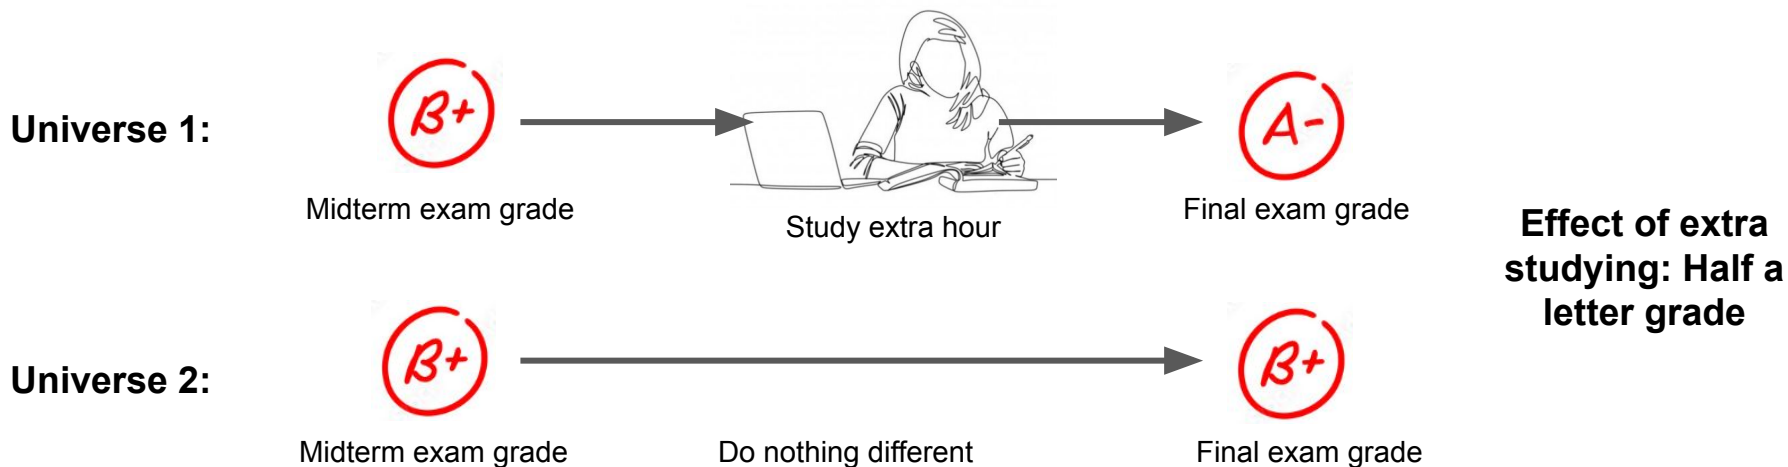 Universe 1:
B+
A-
Midterm exam grade
Study extra hour
Final exam grade
Effect of extra
studying: Half a
letter grade
Universe 2:
B+
B+
Midterm exam grade
Do nothing different
Final exam grade